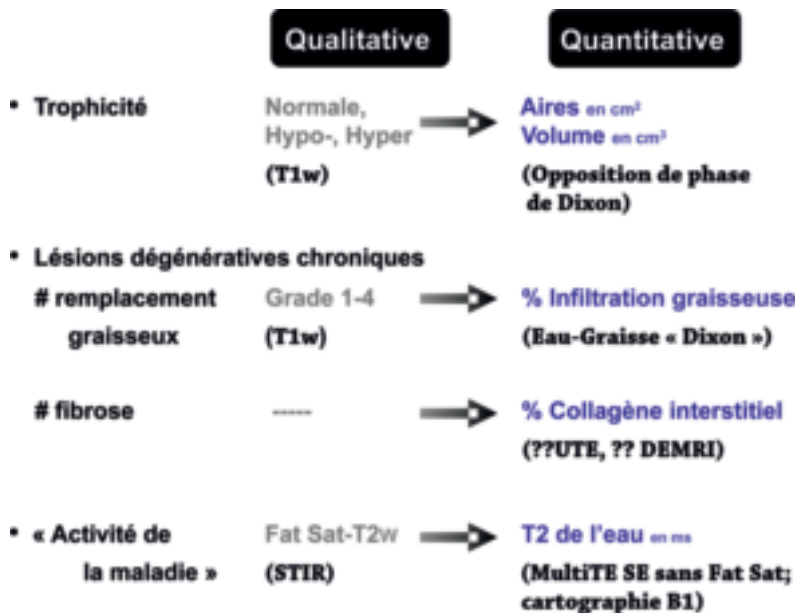 Qualitative Quantitative
• Trophicité Normale, Aires en cm²
Hypo-, Hyper Volume en cm³
(T1w) (Opposition de phase
de Dixon)
• Lésions dégénératives chroniques
# remplacement Grade 1-4 % Infiltration graisseuse
graisseux (T1w) (Eau-Graisse « Dixon »)
# fibrose ----- % Collagène interstitiel
(??UTE, ?? DEMRI)
• « Activité de Fat Sat-T2w T2 de l'eau en ms
la maladie » (STIR) (MultiTE SE sans Fat Sat;
cartographie B1)